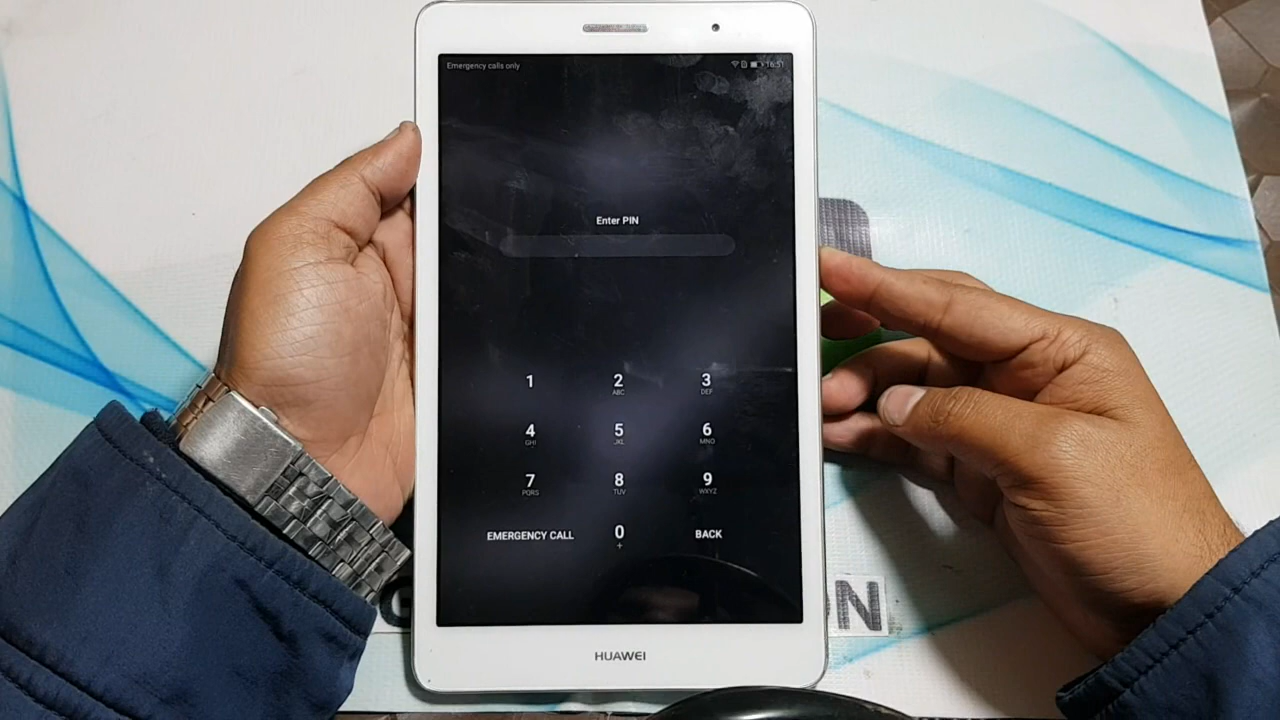 Emergency calls only
16:51
Enter PIN
1
2
ABC
3
DEF
4
GHI
5
JKL
6
MNO
7
PQRS
8
TUV
9
WXYZ
EMERGENCY CALL
0
+
BACK
G
ON
HUAWEI